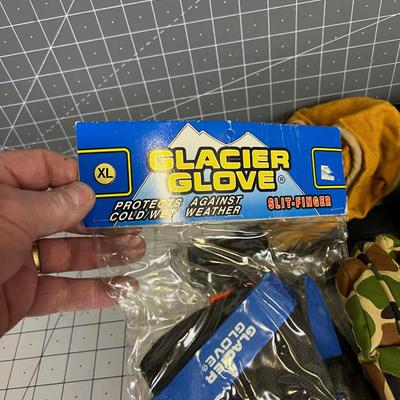 XL
GLACIER
GLOVE®
PROTECTS AGAINST
COLD/WET WEATHER
SLIT-FINGER
GLACIER
GLOVE®